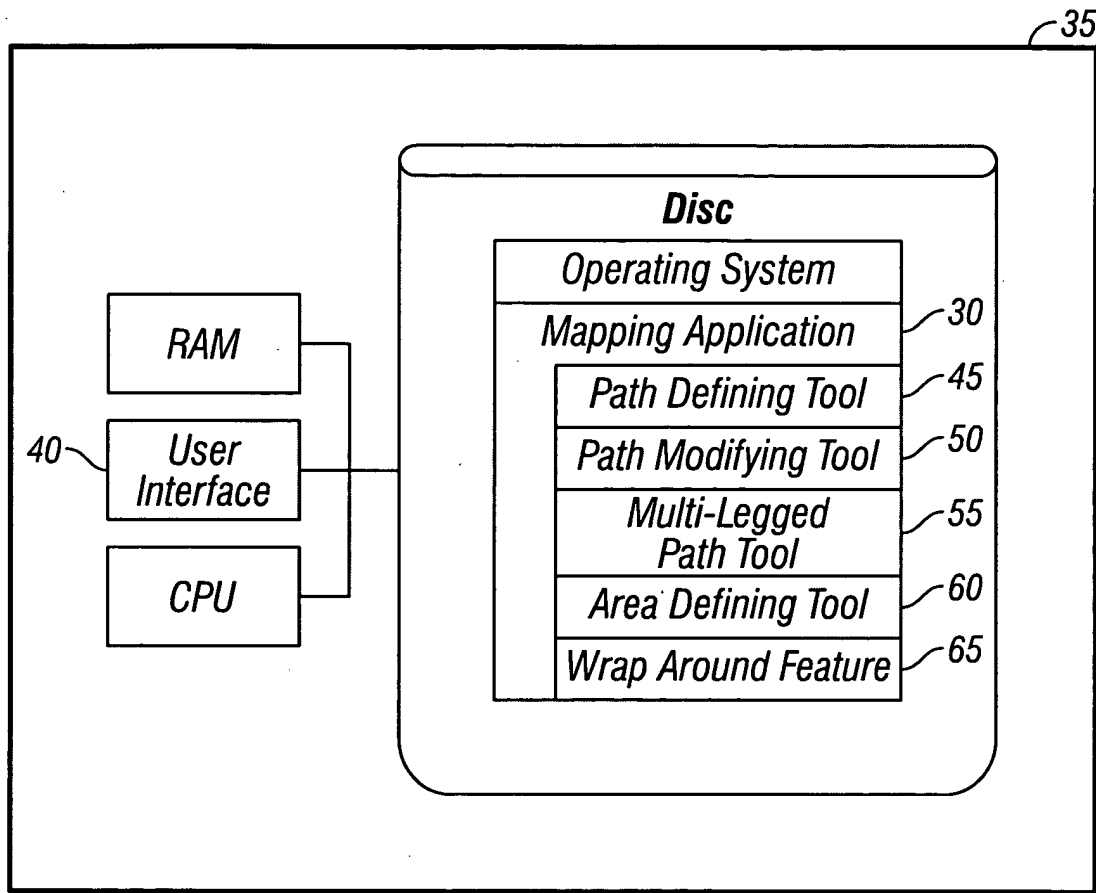 35
Disc
Operating System
Mapping Application
30
Path Defining Tool
45
Path Modifying Tool
50
Multi-Legged
Path Tool
55
Area Defining Tool
60
Wrap Around Feature
65
RAM
40
User
Interface
CPU